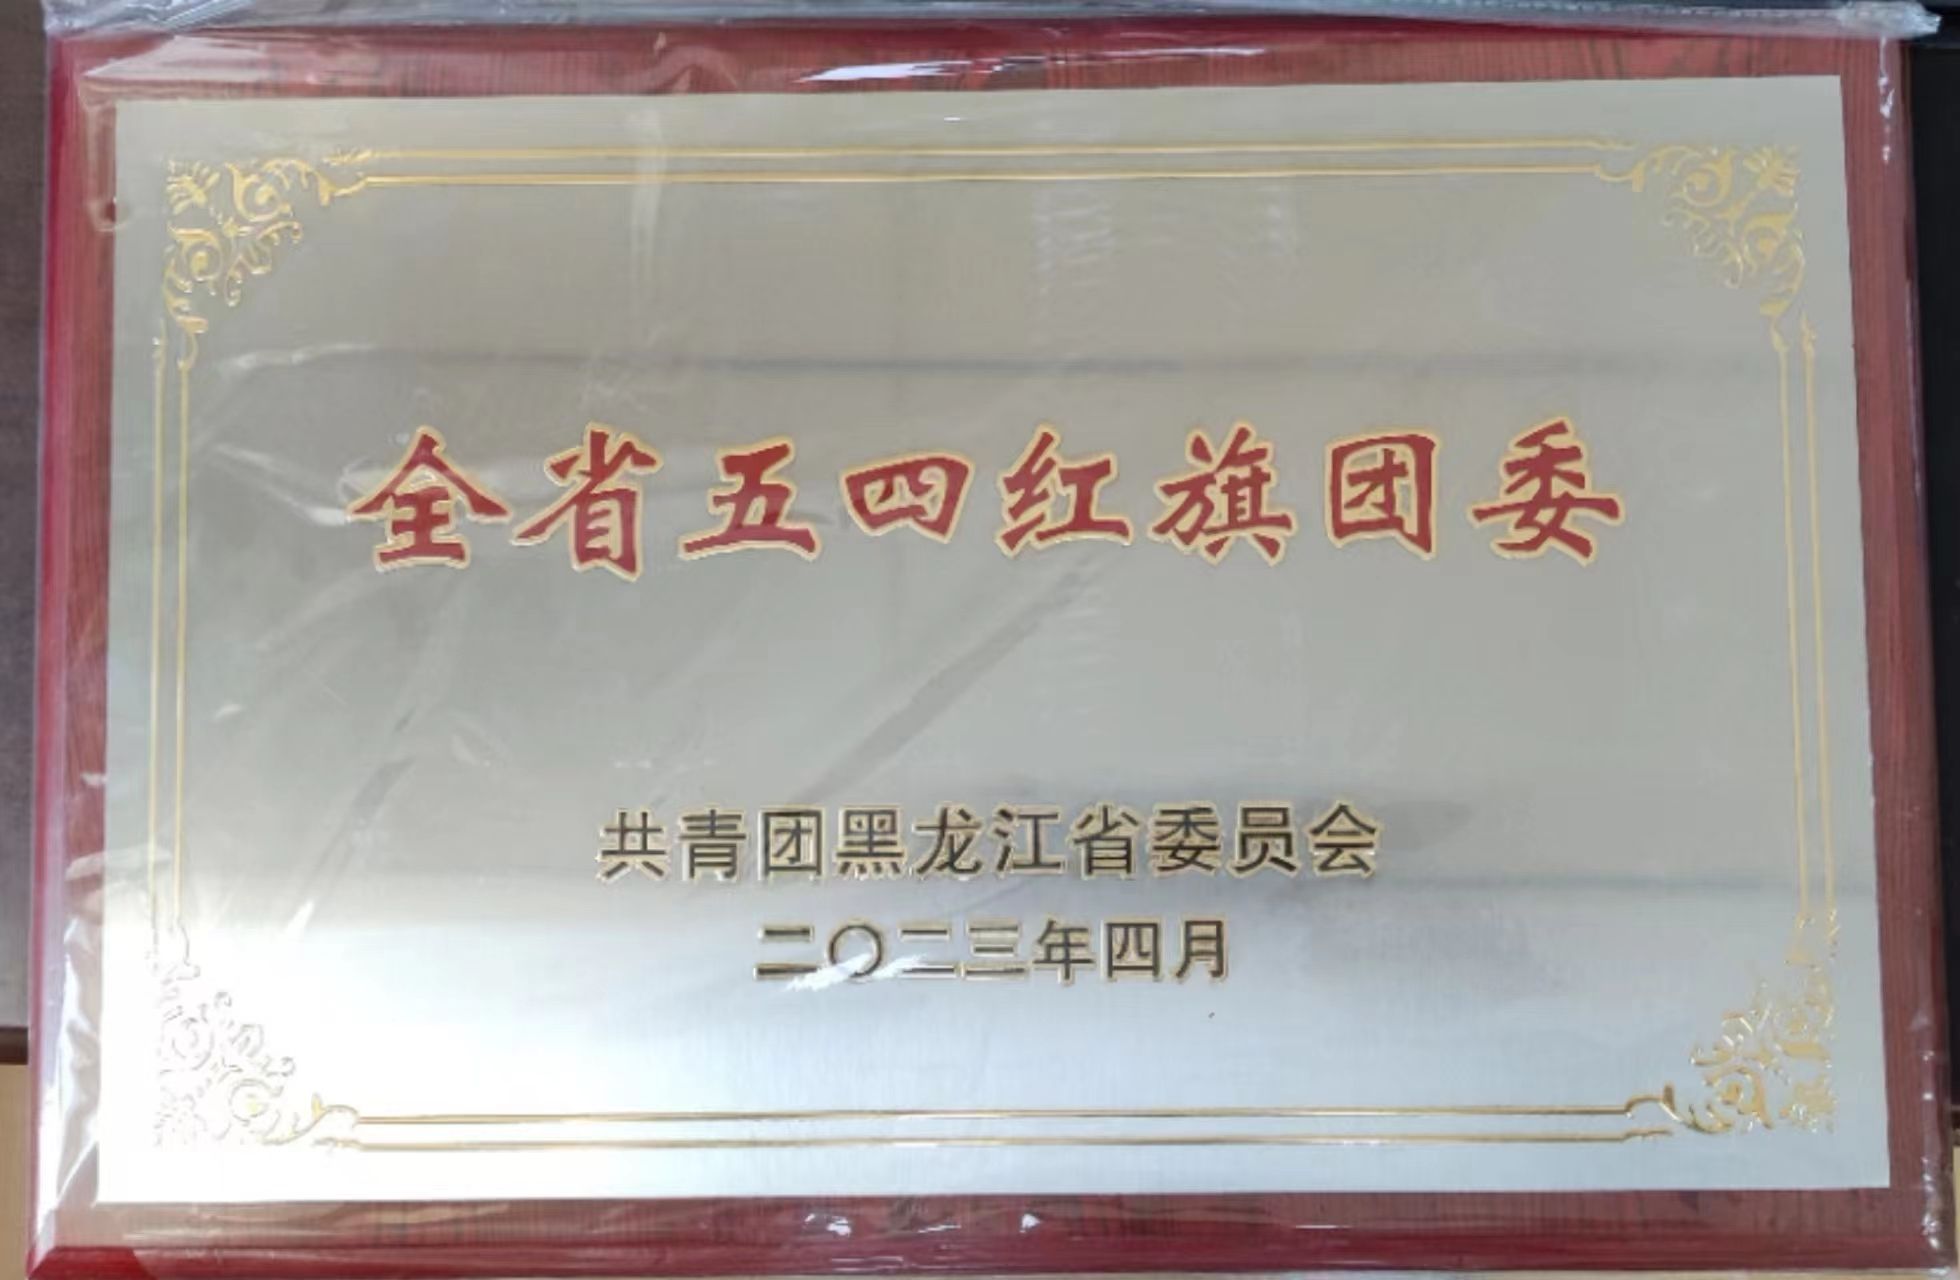 全省五四红旗团委
共青团黑龙江省委员会
二〇二三年四月